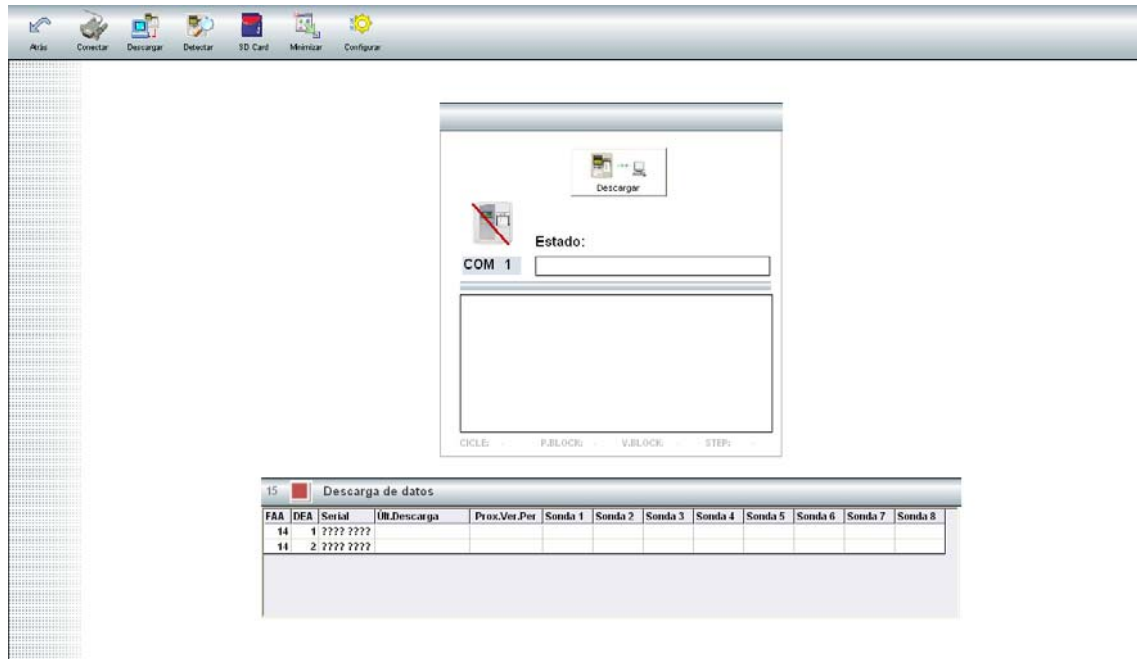 Atrás Conectar Descargar Detectar SD Card Minimizar Configurar
Descargar
Estado:
COM 1
CICLE: - P.BLOCK: - V.BLOCK: - STEP: -
15 Descarga de datos
FAA DEA Serial Últ.Descarga Prox.Ver.Per Sonda 1 Sonda 2 Sonda 3 Sonda 4 Sonda 5 Sonda 6 Sonda 7 Sonda 8
14 1 ???? ????
14 2 ???? ????